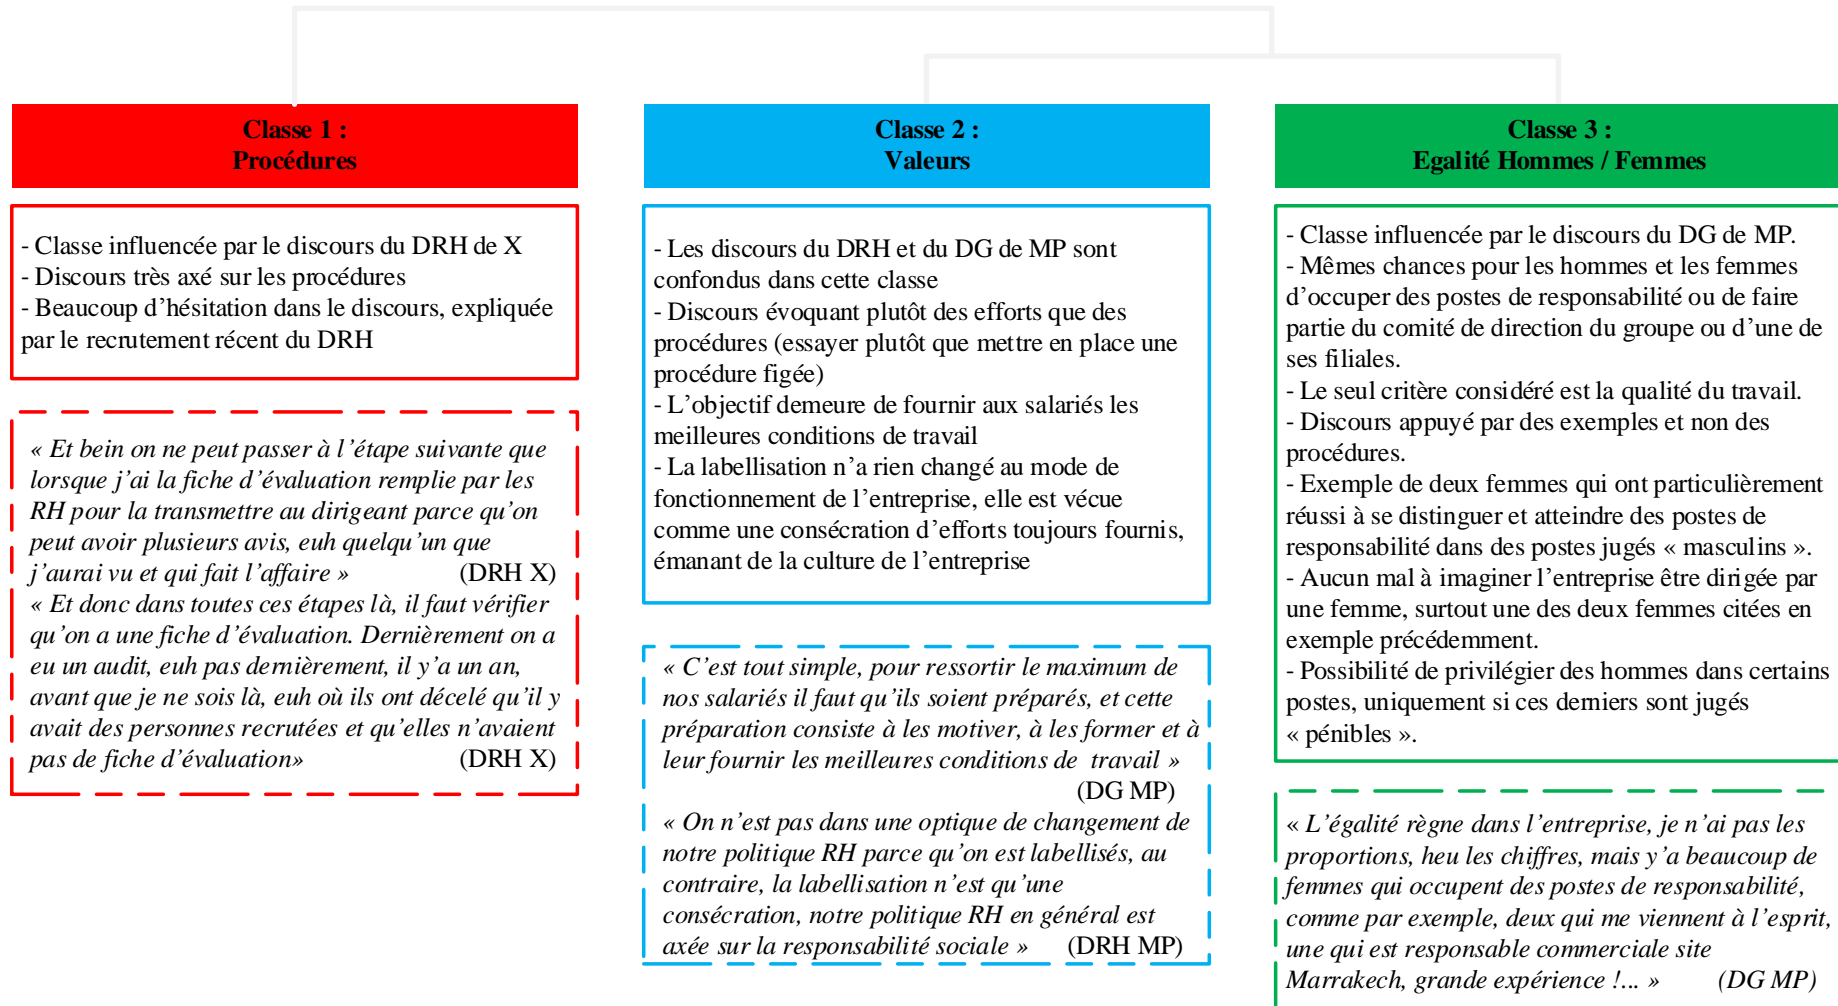 Classe 1 :
Procédures
- Classe influencée par le discours du DRH de X
- Discours très axé sur les procédures
- Beaucoup d'hésitation dans le discours, expliquée
par le recrutement récent du DRH
« Et bein on ne peut passer à l'étape suivante que
lorsque j'ai la fiche d'évaluation remplie par les
RH pour la transmettre au dirigeant parce qu'on
peut avoir plusieurs avis, euh quelqu'un que
j'aurai vu et qui fait l'affaire » (DRH X)
« Et donc dans toutes ces étapes là, il faut vérifier
qu'on a une fiche d'évaluation. Dernièrement on a
eu un audit, euh pas dernièrement, il y'a un an,
avant que je ne sois là, euh où ils ont décelé qu'il y
avait des personnes recrutées et qu'elles n'avaient
pas de fiche d'évaluation» (DRH X)
Classe 2 :
Valeurs
- Les discours du DRH et du DG de MP sont
confondus dans cette classe
- Discours évoquant plutôt des efforts que des
procédures (essayer plutôt que mettre en place une
procédure figée)
- L'objectif demeure de fournir aux salariés les
meilleures conditions de travail
- La labellisation n'a rien changé au mode de
fonctionnement de l'entreprise, elle est vécue
comme une consécration d'efforts toujours fournis,
émanant de la culture de l'entreprise
« C'est tout simple, pour ressortir le maximum de
nos salariés il faut qu'ils soient préparés, et cette
préparation consiste à les motiver, à les former et à
leur fournir les meilleures conditions de travail »
(DG MP)
« On n'est pas dans une optique de changement de
notre politique RH parce qu'on est labellisés, au
contraire, la labellisation n'est qu'une
consécration, notre politique RH en général est
axée sur la responsabilité sociale » (DRH MP)
Classe 3 :
Egalité Hommes / Femmes
- Classe influencée par le discours du DG de MP.
- Mêmes chances pour les hommes et les femmes
d'occuper des postes de responsabilité ou de faire
partie du comité de direction du groupe ou d'une de
ses filiales.
- Le seul critère considéré est la qualité du travail.
- Discours appuyé par des exemples et non des
procédures.
- Exemple de deux femmes qui ont particulièrement
réussi à se distinguer et atteindre des postes de
responsabilité dans des postes jugés « masculins ».
- Aucun mal à imaginer l'entreprise être dirigée par
une femme, surtout une des deux femmes citées en
exemple précédemment.
- Possibilité de privilégier des hommes dans certains
postes, uniquement si ces derniers sont jugés
« pénibles ».
« L'égalité règne dans l'entreprise, je n'ai pas les
proportions, heu les chiffres, mais y'a beaucoup de
femmes qui occupent des postes de responsabilité,
comme par exemple, deux qui me viennent à l'esprit,
une qui est responsable commerciale site
Marrakech, grande expérience !... » (DG MP)